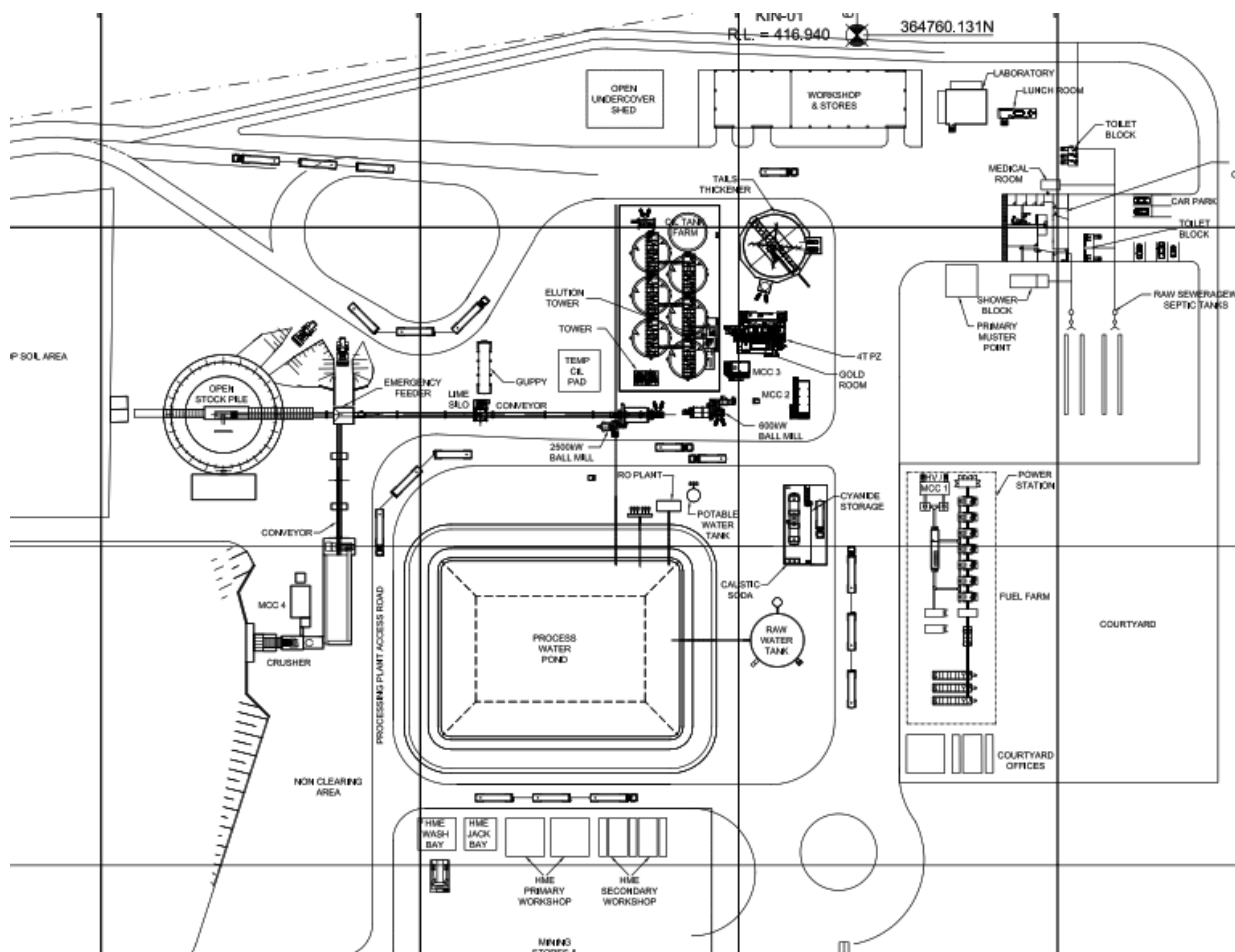 KIN-01
R.L. = 416.940
364760.131N
OPEN
UNDERCOVER
SHED
WORKSHOP
& STORES
LABORATORY
LUNCH ROOM
TOILET
BLOCK
MEDICAL
ROOM
TAILS
THICKENER
CAR PARK
TOILET
BLOCK
CIL TANK
FARM
ELUTION
TOWER
SHOWER
BLOCK
RAW SEWERAGE
SEPTIC TANKS
PRIMARY
MUSTER
POINT
TOWER
TEMP
CIL
PAD
4T PZ
GOLD
ROOM
MCC 3
MCC 2
OP SOIL AREA
OPEN
STOCK PILE
EMERGENCY
FEEDER
GUPPY
LIME
SILO
CONVEYOR
600kW
BALL MILL
2500kW
BALL MILL
RO PLANT
POTABLE
WATER
TANK
CYANIDE
STORAGE
HV
MCC 1
POWER
STATION
CONVEYOR
CAUSTIC
SODA
FUEL FARM
MCC 4
CRUSHER
PROCESSING PLANT ACCESS ROAD
PROCESS
WATER
POND
RAW
WATER
TANK
COURTYARD
NON CLEARING
AREA
COURTYARD
OFFICES
HME
WASH
BAY
HME
JACK
BAY
HME
PRIMARY
WORKSHOP
HME
SECONDARY
WORKSHOP
MINING